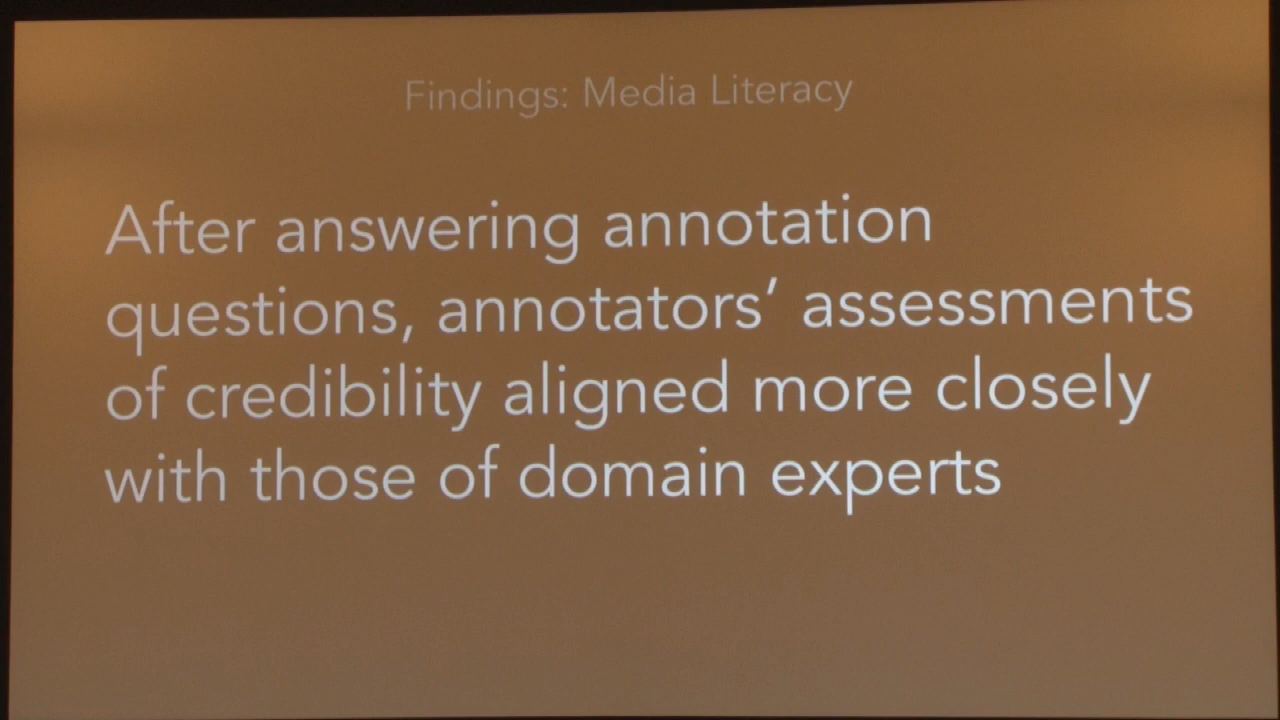 Findings: Media Literacy
After answering annotation
questions, annotators’ assessments
of credibility aligned more closely
with those of domain experts